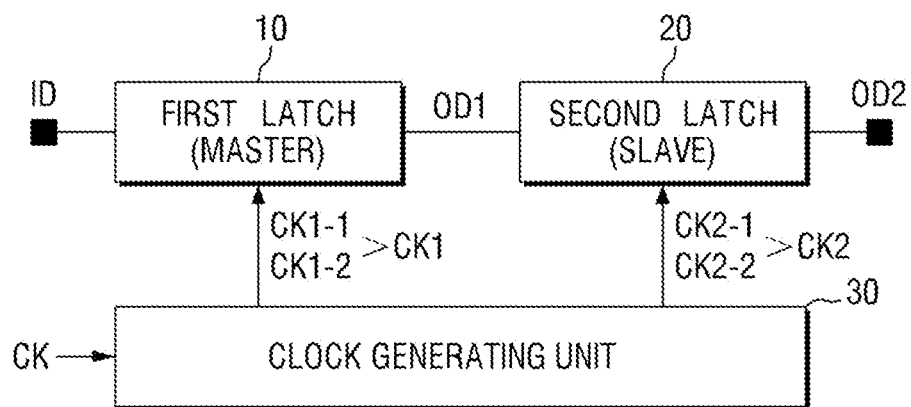 10
20
ID
FIRST LATCH
(MASTER)
OD1
SECOND LATCH
(SLAVE)
OD2
CK1-1
CK1-2
>CK1
CK2-1
CK2-2
>CK2
30
CK
CLOCK GENERATING UNIT